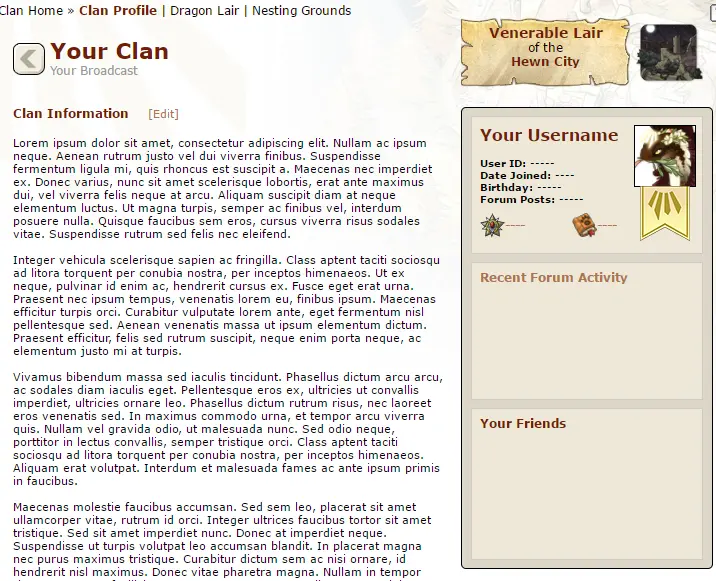 Clan Home » Clan Profile | Dragon Lair | Nesting Grounds
Your Clan
Your Broadcast
Clan Information [Edit]
Lorem ipsum dolor sit amet, consectetur adipiscing elit. Nullam ac ipsum
neque. Aenean rutrum justo vel dui viverra finibus. Suspendisse
fermentum ligula mi, quis rhoncus est suscipit a. Maecenas nec imperdiet
ex. Donec varius, nunc sit amet scelerisque lobortis, erat ante maximus
dui, vel viverra felis neque at arcu. Aliquam suscipit diam at neque
elementum luctus. Ut magna turpis, semper ac finibus vel, interdum
posuere nulla. Quisque faucibus sem eros, cursus viverra risus sodales
vitae. Suspendisse rutrum sed felis nec eleifend.
Integer vehicula scelerisque sapien ac fringilla. Class aptent taciti sociosqu
ad litora torquent per conubia nostra, per inceptos himenaeos. Ut ex
neque, pulvinar id enim ac, hendrerit cursus ex. Fusce eget erat urna.
Praesent nec ipsum tempus, venenatis lorem eu, finibus ipsum. Maecenas
efficitur turpis orci. Curabitur vulputate lorem ante, eget fermentum nisl
pellentesque sed. Aenean venenatis massa ut ipsum elementum dictum.
Praesent efficitur, felis sed rutrum suscipit, neque enim porta neque, ac
elementum justo mi at turpis.
Vivamus bibendum massa sed iaculis tincidunt. Phasellus dictum arcu arcu,
ac sodales diam iaculis eget. Pellentesque eros ex, ultricies ut convallis
imperdiet, ultricies ornare leo. Phasellus dictum rutrum risus, nec laoreet
eros venenatis sed. In maximus commodo urna, et tempor arcu viverra
quis. Nullam vel gravida odio, ut malesuada nunc. Sed odio neque,
porttitor in lectus convallis, semper tristique orci. Class aptent taciti
sociosqu ad litora torquent per conubia nostra, per inceptos himenaeos.
Aliquam erat volutpat. Interdum et malesuada fames ac ante ipsum primis
in faucibus.
Maecenas molestie faucibus accumsan. Sed sem leo, placerat sit amet
ullamcorper vitae, rutrum id orci. Integer ultrices faucibus tortor sit amet
tristique. Sed sit amet imperdiet nunc. Donec at imperdiet neque.
Suspendisse ut turpis volutpat leo accumsan blandit. In placerat magna
nec purus maximus tristique. Curabitur dictum sem ac nisi ornare, id
hendrerit nisl maximus. Donec vitae pharetra magna. Nullam in tempor
Venerable Lair
of the
Hewn City
Your Username
User ID: -----
Date Joined: ----
Birthday: -----
Forum Posts: -----
---- ----
Recent Forum Activity
Your Friends